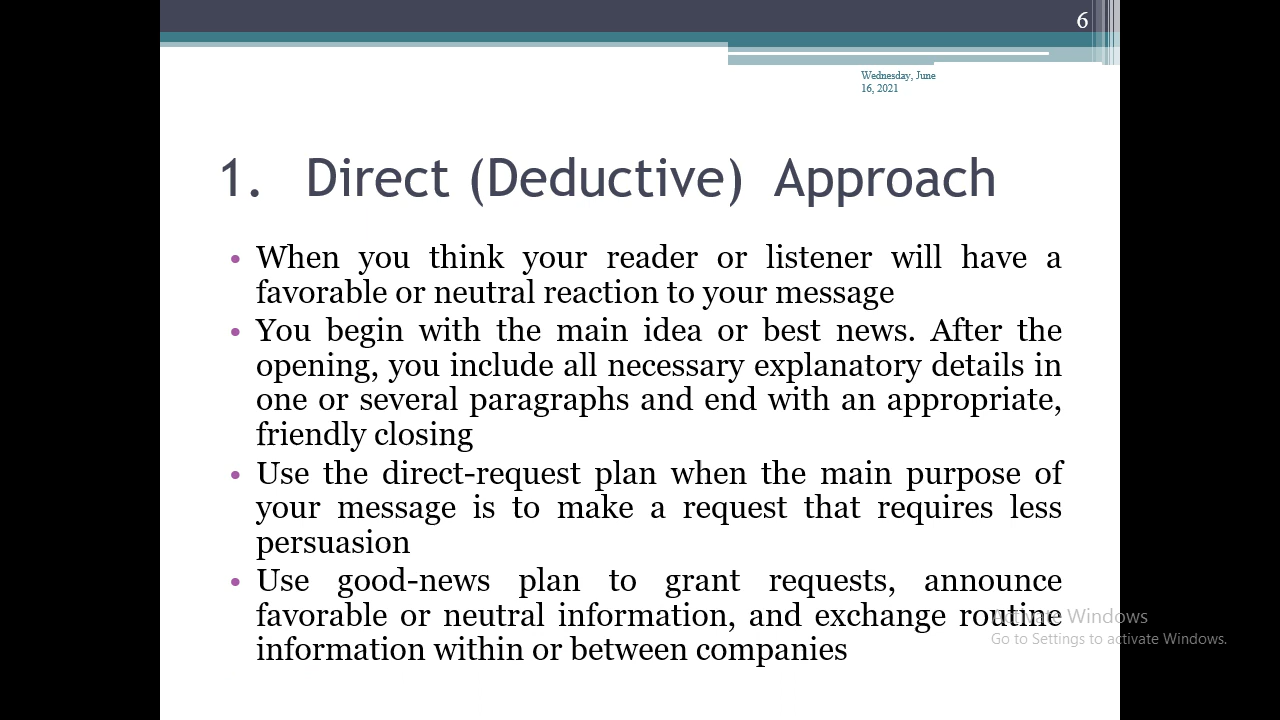 6
Wednesday, June
16, 2021
1. Direct (Deductive) Approach
• When you think your reader or listener will have a
favorable or neutral reaction to your message
• You begin with the main idea or best news. After the
opening, you include all necessary explanatory details in
one or several paragraphs and end with an appropriate,
friendly closing
• Use the direct-request plan when the main purpose of
your message is to make a request that requires less
persuasion
• Use good-news plan to grant requests, announce
favorable or neutral information, and exchange routine
information within or between companies
Activate Windows
Go to Settings to activate Windows.